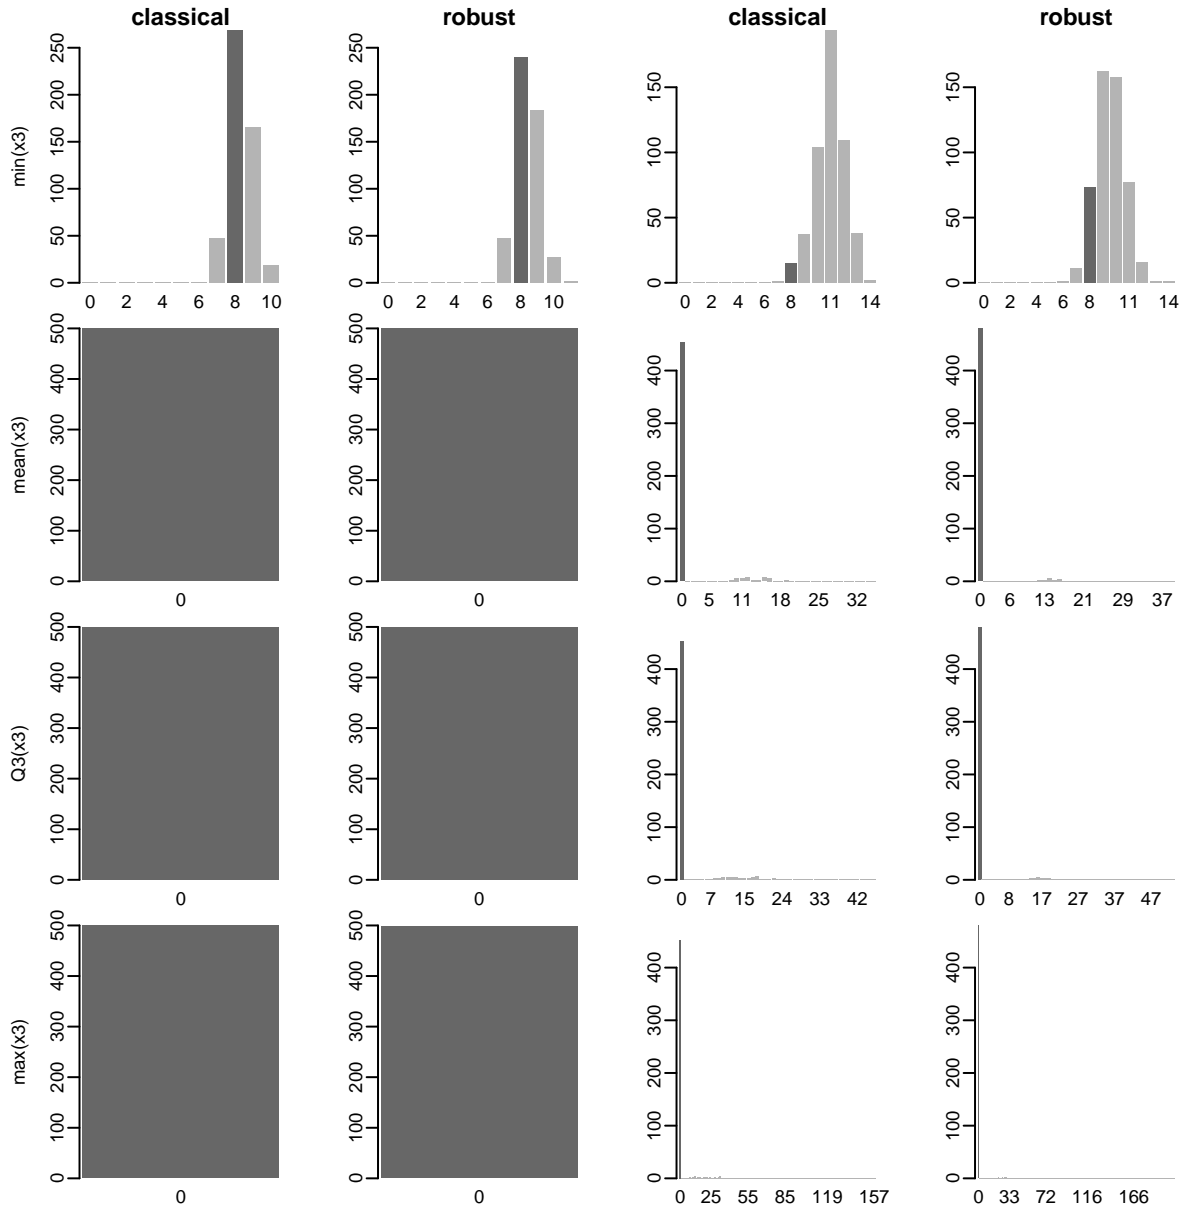 classical robust classical robust
min(x3)
0 50 100 150 200 250
0 2 4 6 8 10
0 50 100 150 200 250
0 2 4 6 8 10
0 50 100 150
0 2 4 6 8 11 14
0 50 100 150
0 2 4 6 8 11 14
mean(x3)
0 100 200 300 400 500
0
0 100 200 300 400 500
0
0 100 200 300 400
0 5 11 18 25 32
0 100 200 300 400
0 6 13 21 29 37
Q3(x3)
0 100 200 300 400 500
0
0 100 200 300 400 500
0
0 100 200 300 400
0 7 15 24 33 42
0 100 200 300 400
0 8 17 27 37 47
max(x3)
0 100 200 300 400 500
0
0 100 200 300 400 500
0
0 100 200 300 400
0 25 55 85 119 157
0 100 200 300 400
0 33 72 116 166